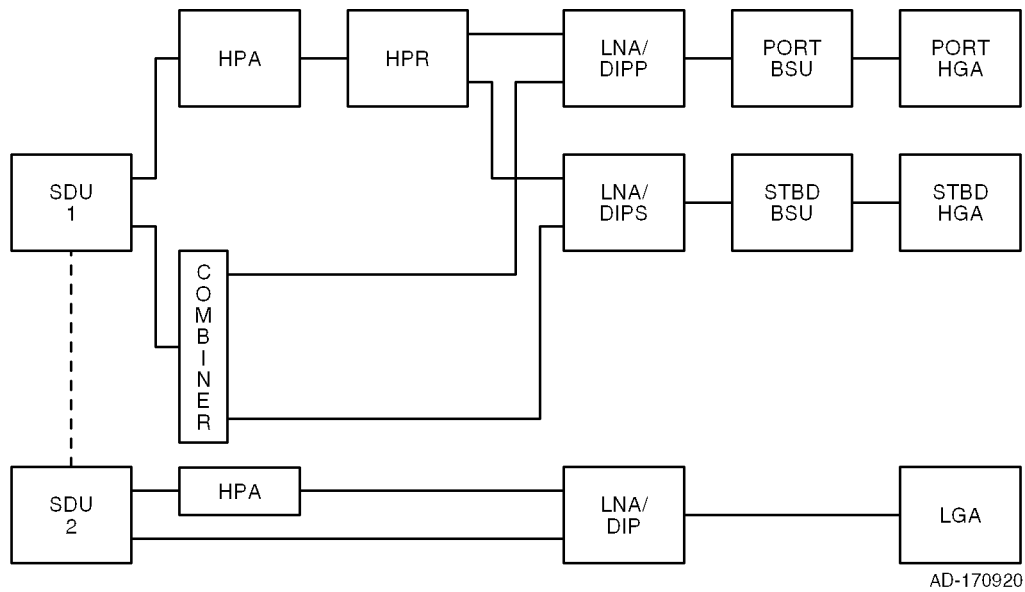 HPA
HPR
LNA/
DIPP
PORT
BSU
PORT
HGA
SDU
1
LNA/
DIPS
STBD
BSU
STBD
HGA
COMBINER
SDU
2
HPA
LNA/
DIP
LGA
AD-170920